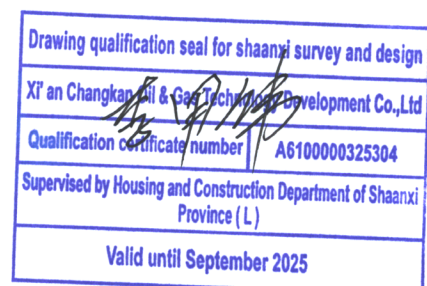 Drawing qualification seal for shaanxi survey and design
Xi' an Changkan Oil & Gas Technology Development Co.,Ltd
Qualification certificate number A6100000325304
Supervised by Housing and Construction Department of Shaanxi
Province ( L )
Valid until September 2025